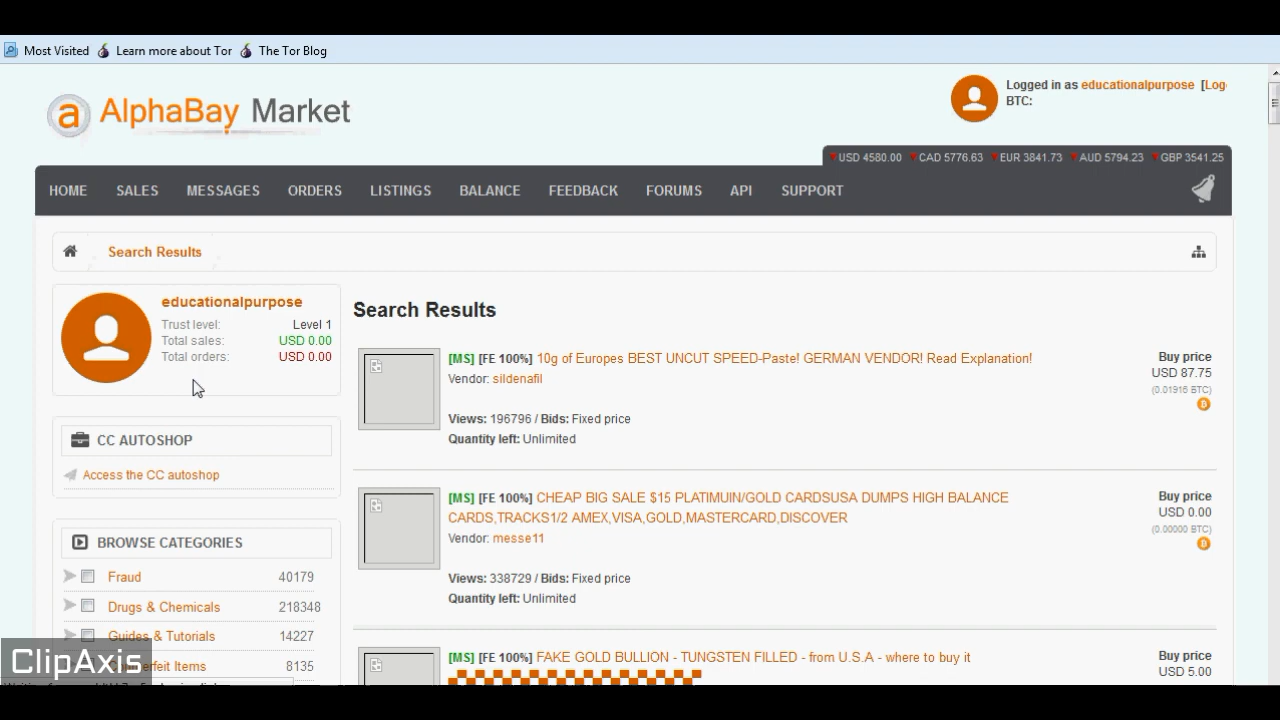 Most Visited Learn more about Tor The Tor Blog
a AlphaBay Market
Logged in as educationalpurpose [Log
BTC:
USD 4580.00 CAD 5776.63 EUR 3841.73 AUD 5794.23 GBP 3541.25
HOME SALES MESSAGES ORDERS LISTINGS BALANCE FEEDBACK FORUMS API SUPPORT
Search Results
educationalpurpose
Trust level: Level 1
Total sales: USD 0.00
Total orders: USD 0.00
CC AUTOSHOP
Access the CC autoshop
BROWSE CATEGORIES
Fraud 40179
Drugs & Chemicals 218348
Guides & Tutorials 14227
Items 8135
ClipAxis
Search Results
[MS] [FE 100%] 10g of Europes BEST UNCUT SPEED-Paste! GERMAN VENDOR! Read Explanation!
Vendor: sildenafil
Views: 196796 / Bids: Fixed price
Quantity left: Unlimited
Buy price
USD 87.75
(0.01916 BTC)
[MS] [FE 100%] CHEAP BIG SALE $15 PLATIMUIN/GOLD CARDSUSA DUMPS HIGH BALANCE
CARDS,TRACKS1/2 AMEX,VISA,GOLD,MASTERCARD,DISCOVER
Vendor: messe11
Views: 338729 / Bids: Fixed price
Quantity left: Unlimited
Buy price
USD 0.00
(0.00000 BTC)
[MS] [FE 100%] FAKE GOLD BULLION - TUNGSTEN FILLED - from U.S.A - where to buy it
Buy price
USD 5.00